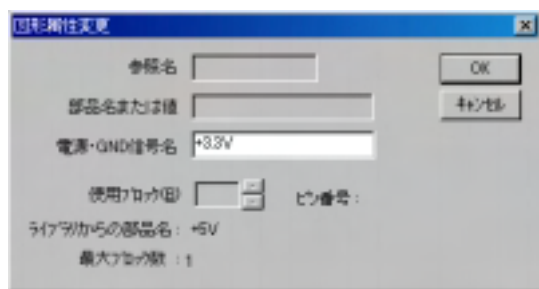 図形属性変更
参照名
OK
部品名または値
ｷｬﾝｾﾙ
電源・GND信号名 +3.3V
使用ﾌﾞﾛｯｸ(B) ﾋﾟﾝ番号：
ﾗｲﾌﾞﾗﾘからの部品名：+5V
最大ﾌﾞﾛｯｸ数：1